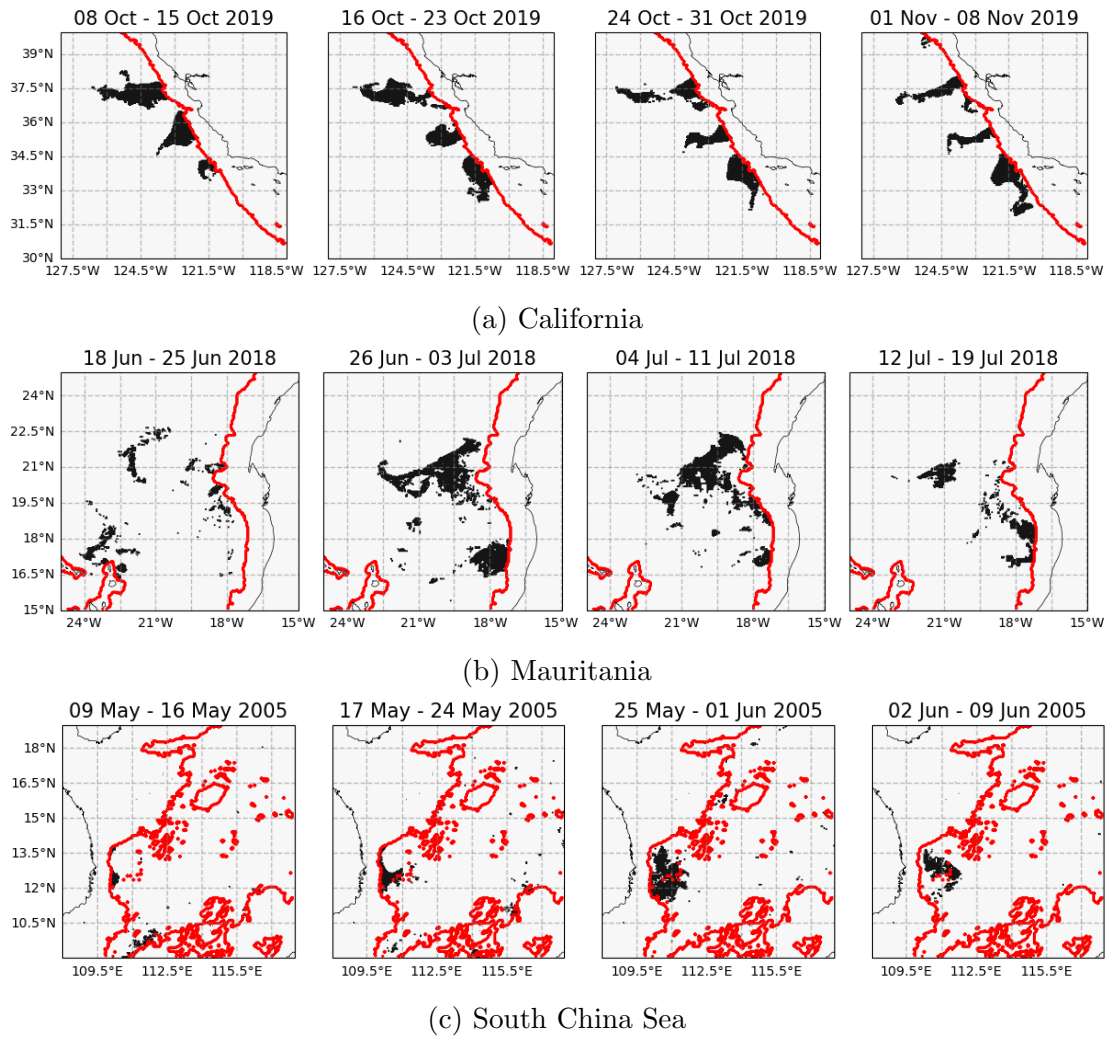 08 Oct - 15 Oct 2019 16 Oct - 23 Oct 2019 24 Oct - 31 Oct 2019 01 Nov - 08 Nov 2019
39°N
37.5°N
36°N
34.5°N
33°N
31.5°N
30°N
127.5°W 124.5°W 121.5°W 118.5°W 127.5°W 124.5°W 121.5°W 118.5°W 127.5°W 124.5°W 121.5°W 118.5°W 127.5°W 124.5°W 121.5°W 118.5°W
(a) California
18 Jun - 25 Jun 2018 26 Jun - 03 Jul 2018 04 Jul - 11 Jul 2018 12 Jul - 19 Jul 2018
24°N
22.5°N
21°N
19.5°N
18°N
16.5°N
15°N
24°W 21°W 18°W 15°W 24°W 21°W 18°W 15°W 24°W 21°W 18°W 15°W 24°W 21°W 18°W 15°W
(b) Mauritania
09 May - 16 May 2005 17 May - 24 May 2005 25 May - 01 Jun 2005 02 Jun - 09 Jun 2005
18°N
16.5°N
15°N
13.5°N
12°N
10.5°N
109.5°E 112.5°E 115.5°E 109.5°E 112.5°E 115.5°E 109.5°E 112.5°E 115.5°E 109.5°E 112.5°E 115.5°E
(c) South China Sea